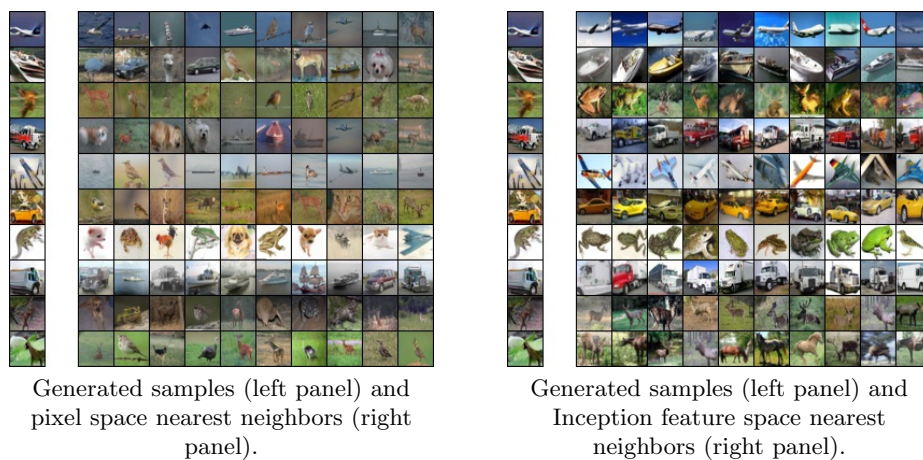 Generated samples (left panel) and
pixel space nearest neighbors (right
panel).
Generated samples (left panel) and
Inception feature space nearest
neighbors (right panel).